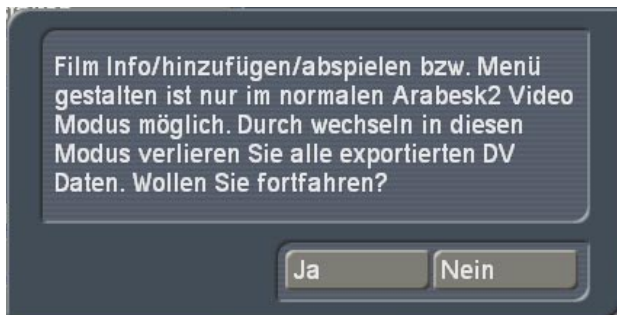 Film Info/hinzufügen/abspielen bzw. Menü
gestalten ist nur im normalen Arabesk2 Video
Modus möglich. Durch wechseln in diesen
Modus verlieren Sie alle exportierten DV
Daten. Wollen Sie fortfahren?
Ja
Nein